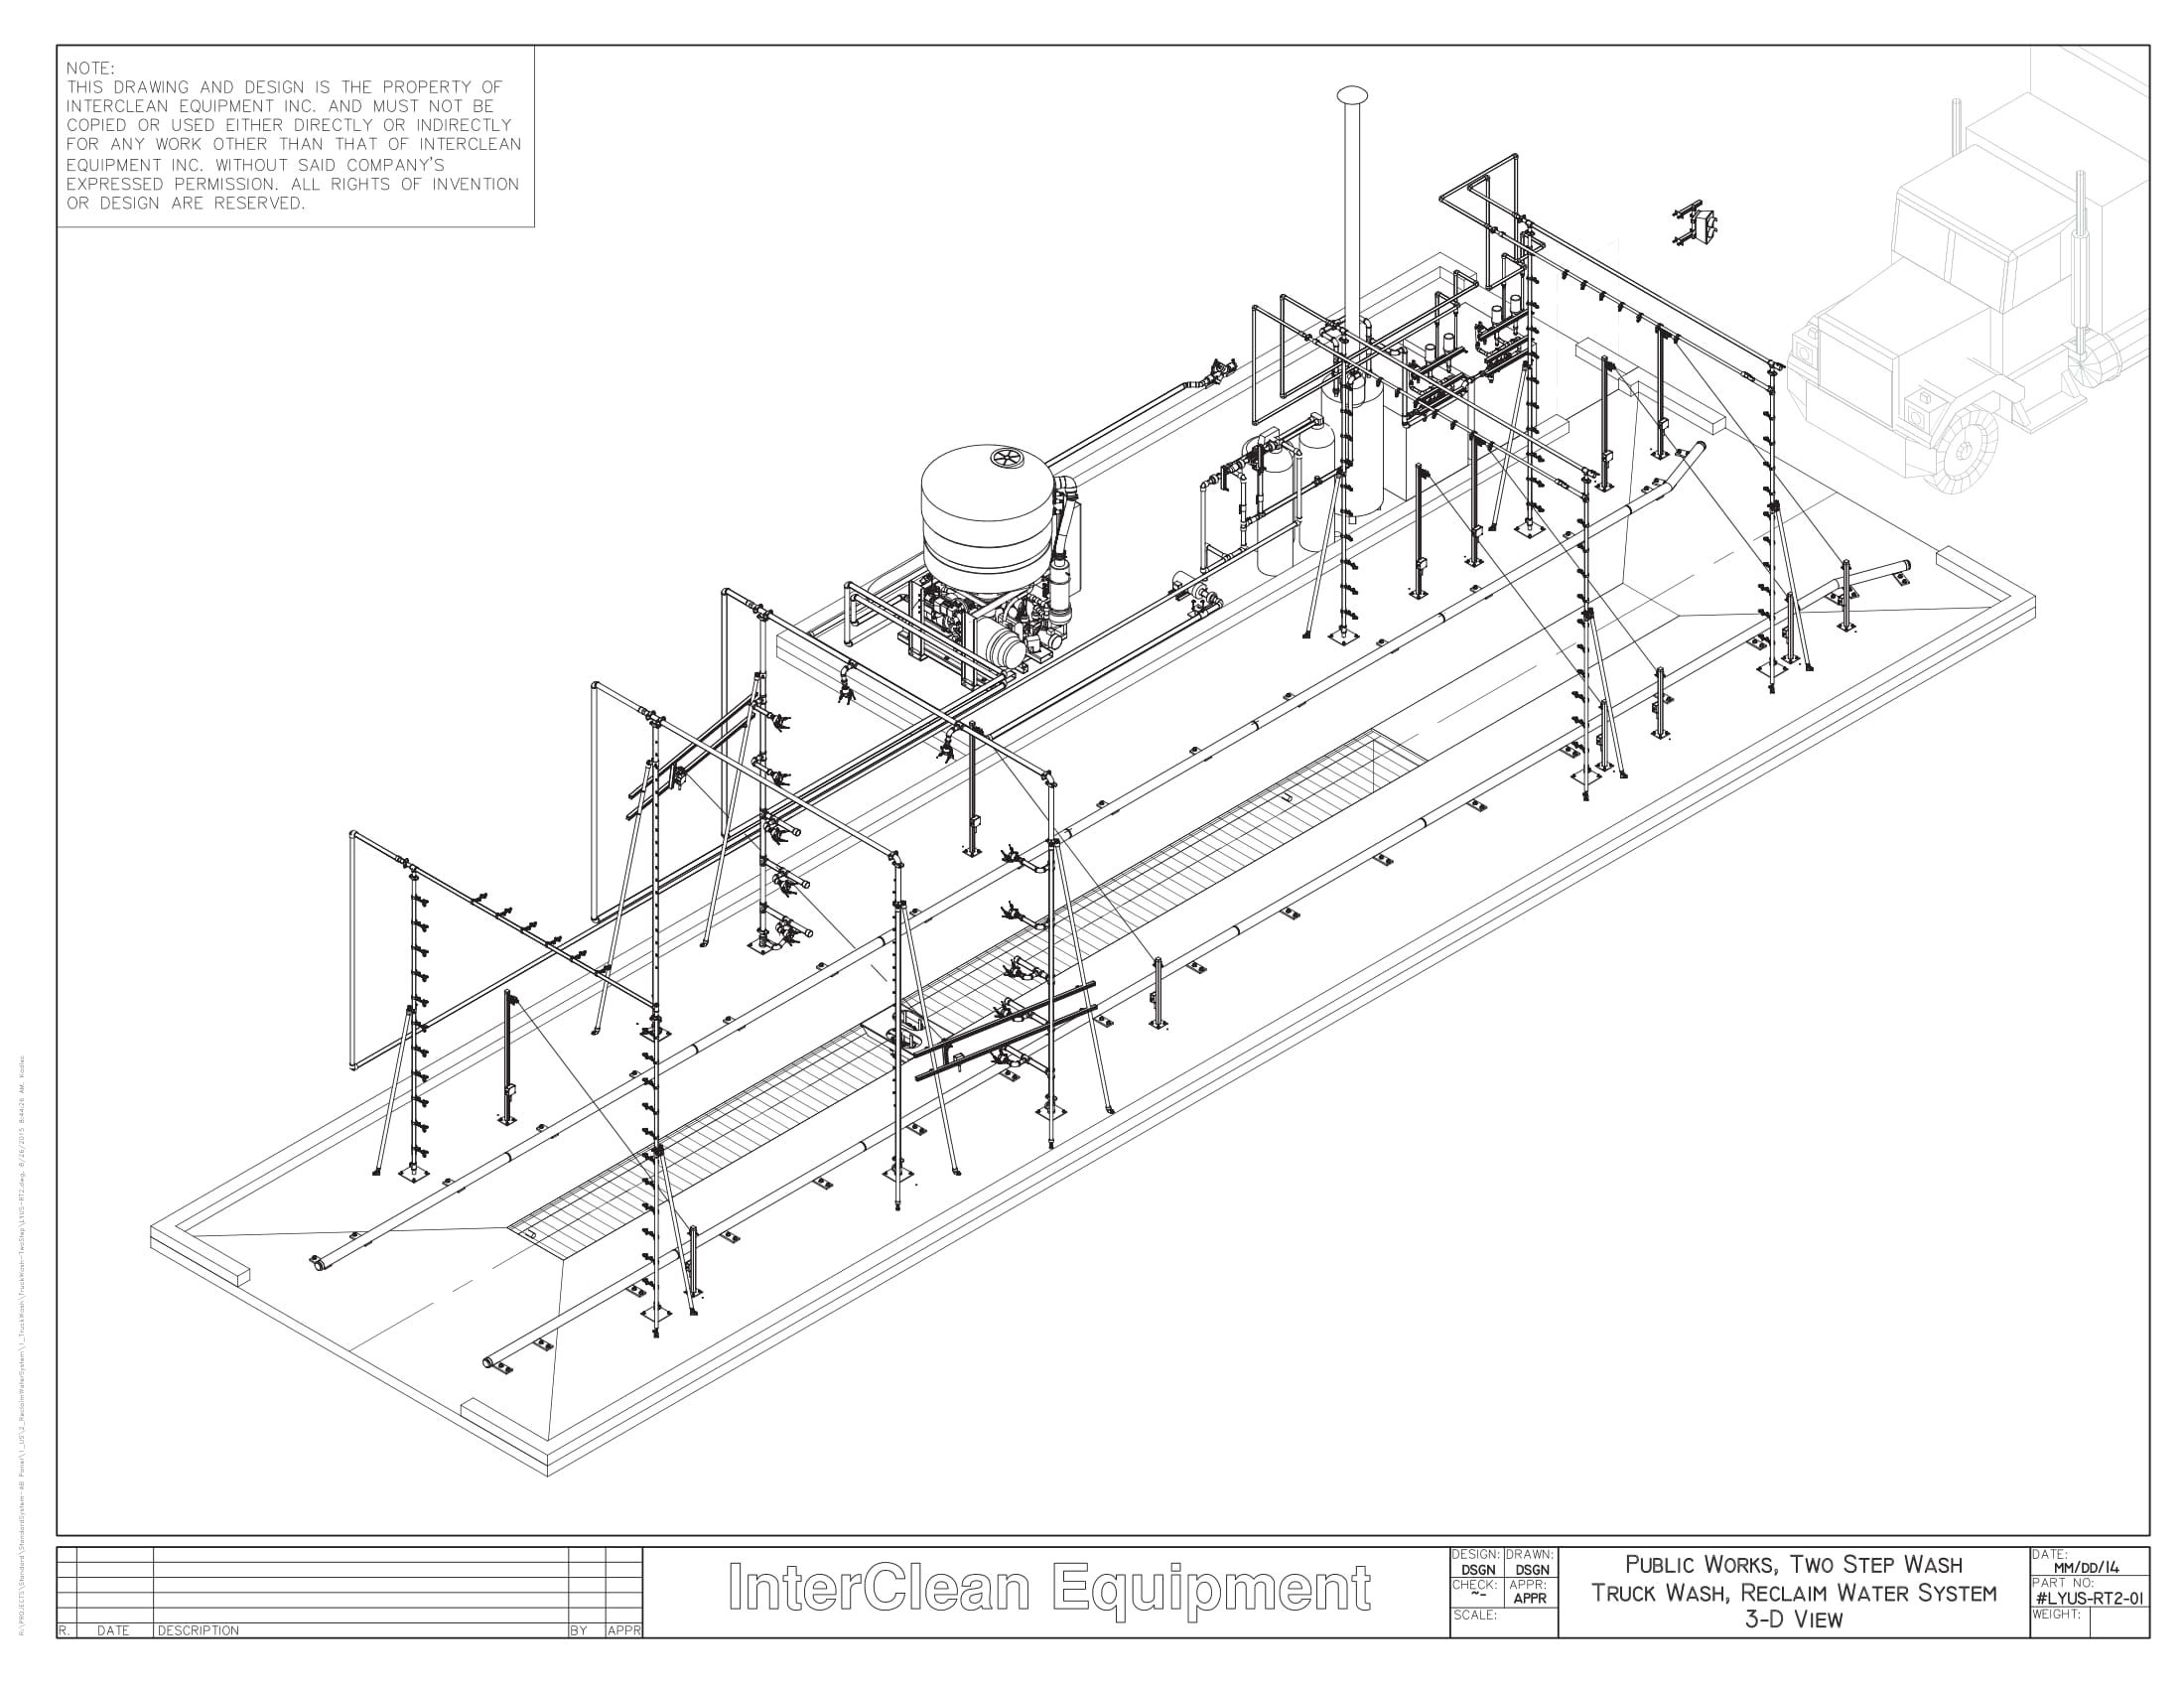 NOTE:
THIS DRAWING AND DESIGN IS THE PROPERTY OF
INTERCLEAN EQUIPMENT INC. AND MUST NOT BE
COPIED OR USED EITHER DIRECTLY OR INDIRECTLY
FOR ANY WORK OTHER THAN THAT OF INTERCLEAN
EQUIPMENT INC. WITHOUT SAID COMPANY'S
EXPRESSED PERMISSION. ALL RIGHTS OF INVENTION
OR DESIGN ARE RESERVED.
R. DATE DESCRIPTION BY APPR
InterClean Equipment
DESIGN: DRAWN:
DSGN DSGN
CHECK: APPR:
~- APPR
SCALE:
PUBLIC WORKS, TWO STEP WASH
TRUCK WASH, RECLAIM WATER SYSTEM
3-D VIEW
DATE:
MM/DD/14
PART NO:
#LYUS-RT2-01
WEIGHT: